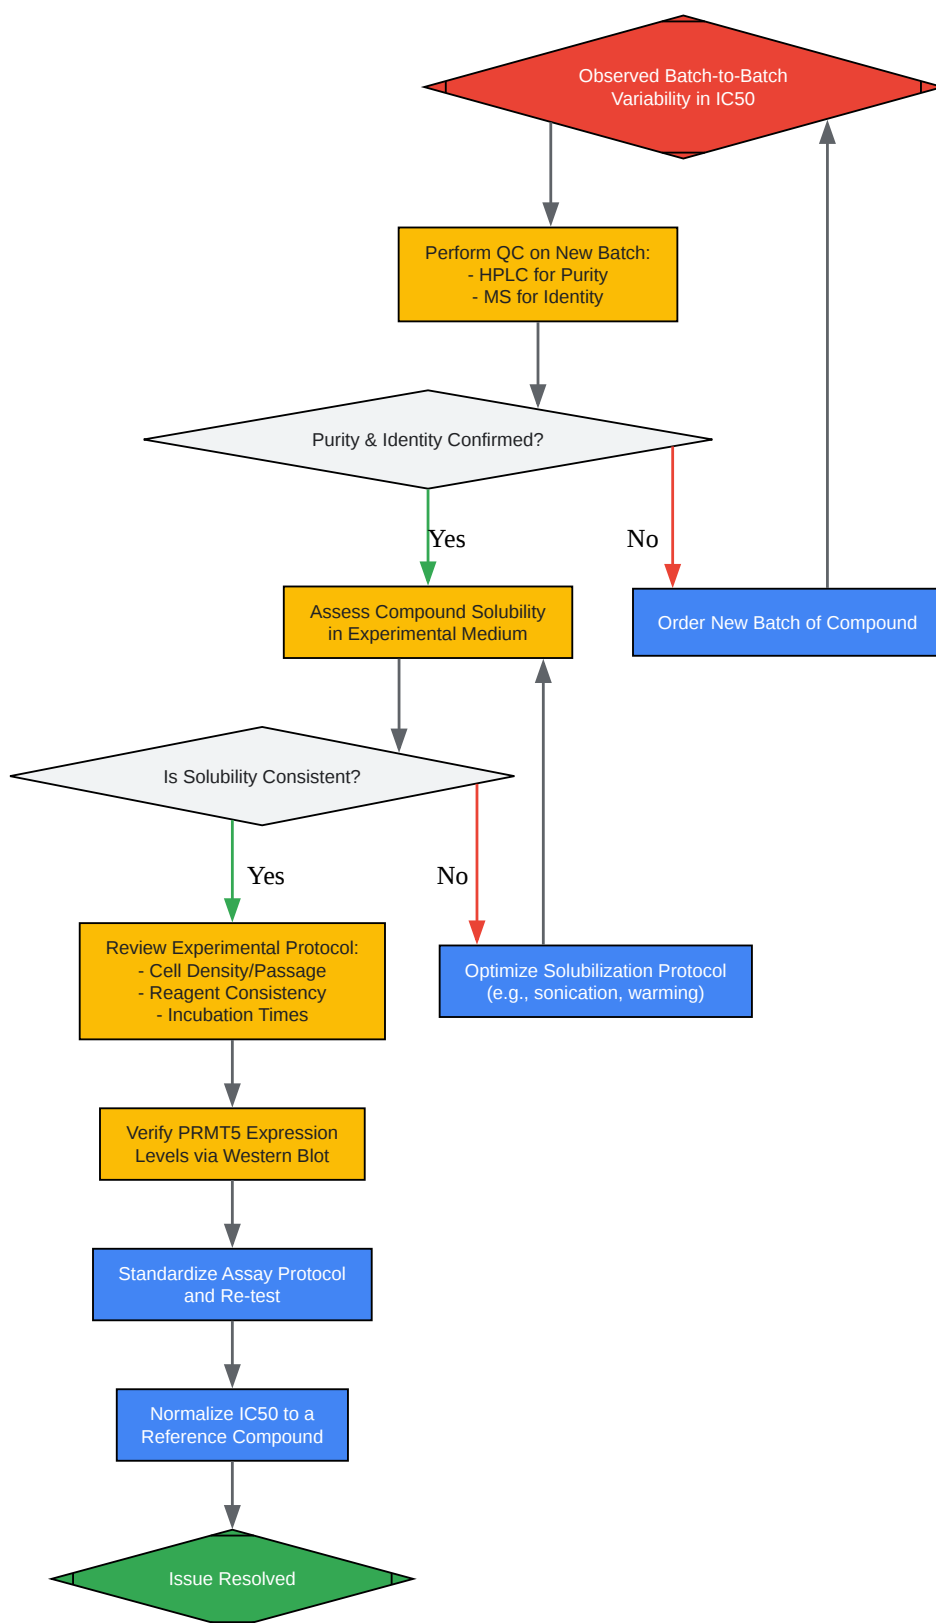 Observed Batch-to-Batch
Variability in IC50
Perform QC on New Batch:
- HPLC for Purity
- MS for Identity
Purity & Identity Confirmed?
Yes
No
Assess Compound Solubility
in Experimental Medium
Order New Batch of Compound
Is Solubility Consistent?
Yes
No
Review Experimental Protocol:
- Cell Density/Passage
- Reagent Consistency
- Incubation Times
Optimize Solubilization Protocol
(e.g., sonication, warming)
Verify PRMT5 Expression
Levels via Western Blot
Standardize Assay Protocol
and Re-test
Normalize IC50 to a
Reference Compound
Issue Resolved